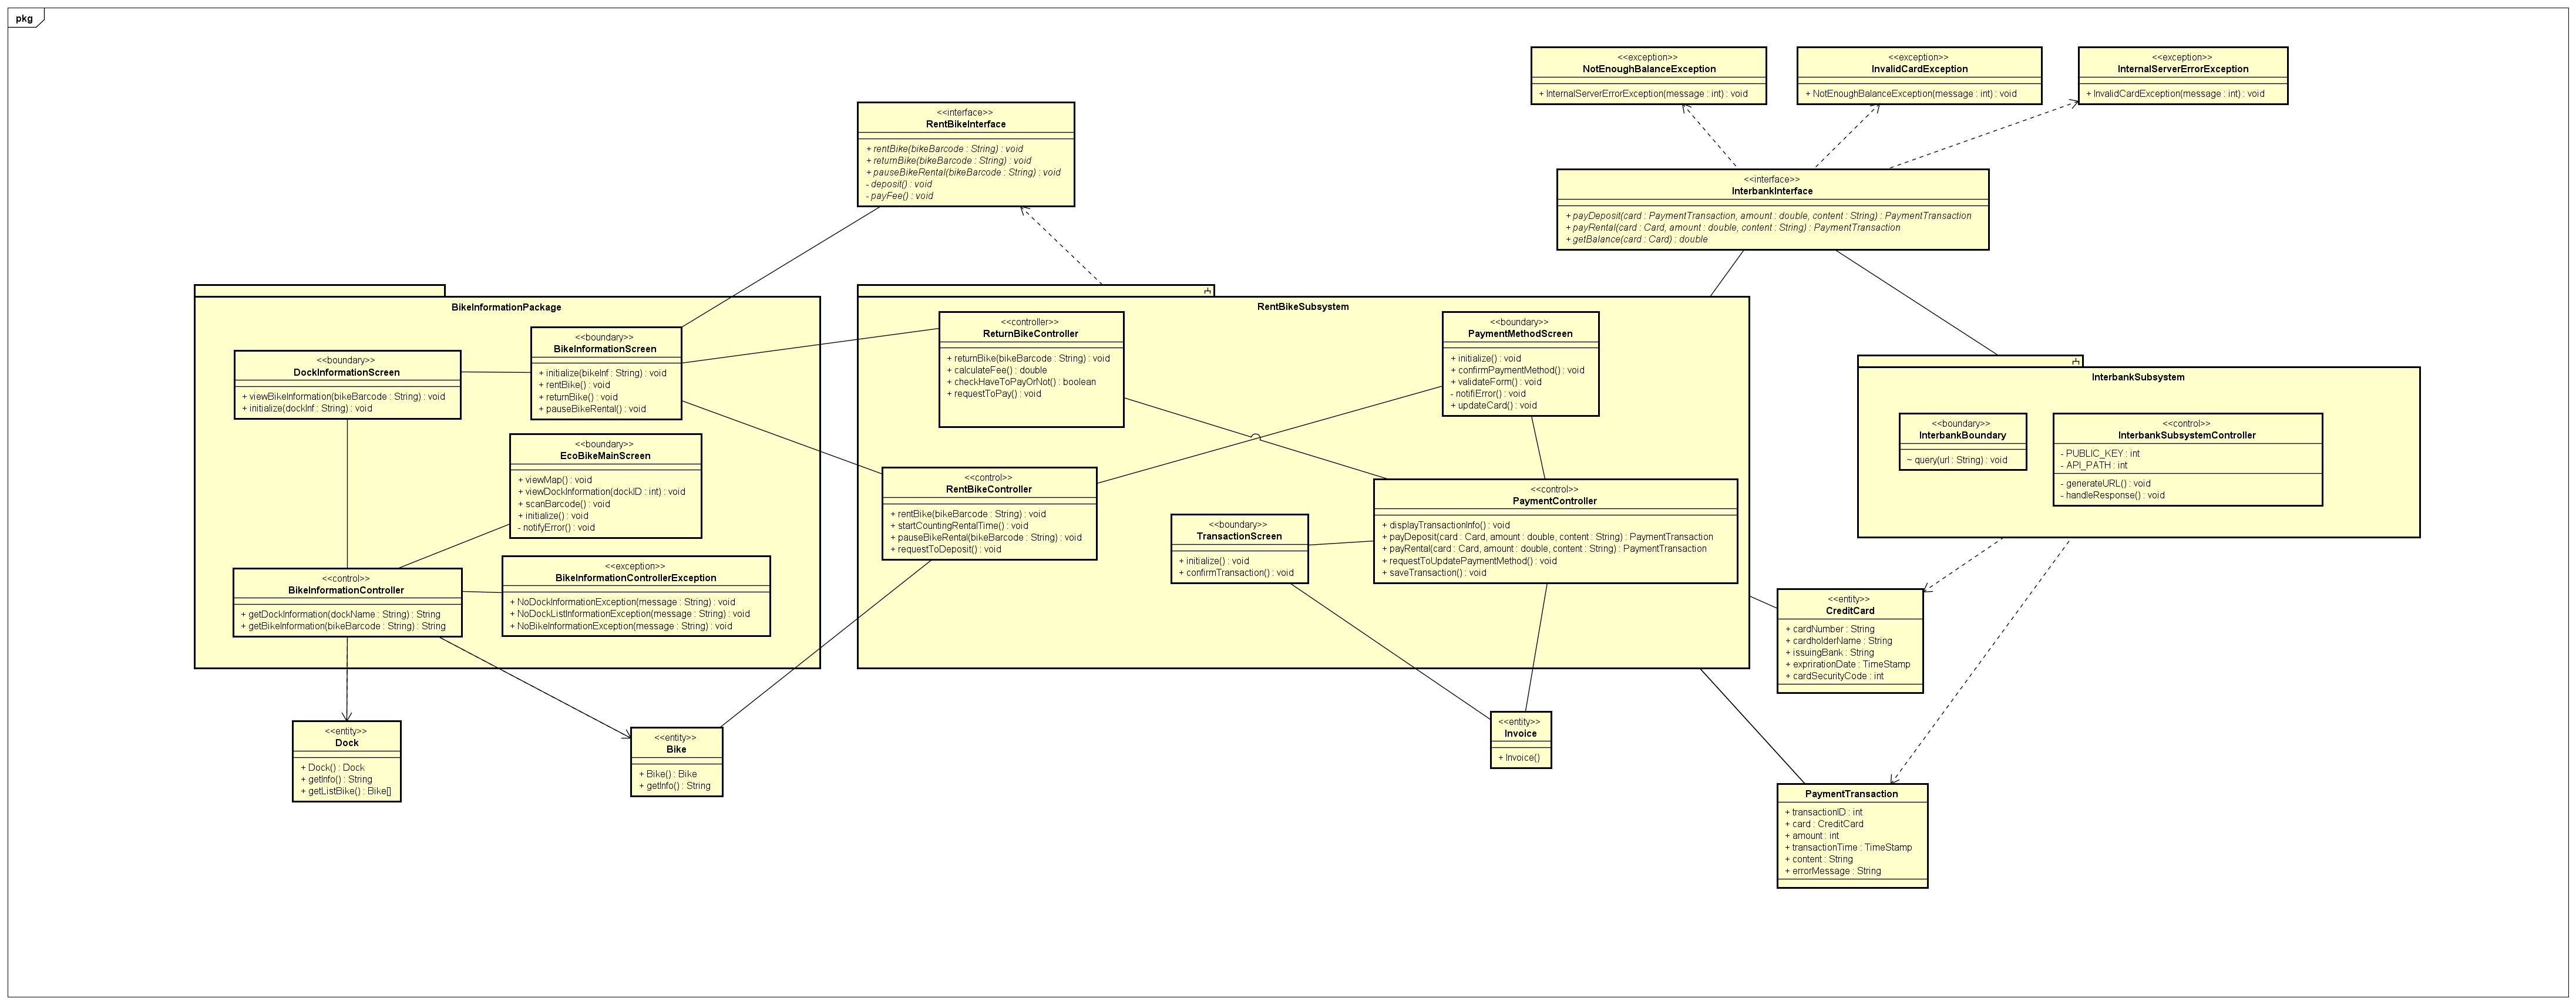 pkg
<<exception>>
NotEnoughBalanceException
+ InternalServerErrorException(message : int) : void
<<exception>>
InvalidCardException
+ NotEnoughBalanceException(message : int) : void
<<exception>>
InternalServerErrorException
+ InvalidCardException(message : int) : void
<<interface>>
RentBikeInterface
+ rentBike(bikeBarcode : String) : void
+ returnBike(bikeBarcode : String) : void
+ pauseBikeRental(bikeBarcode : String) : void
- deposit() : void
- payFee() : void
<<interface>>
InterbankInterface
+ payDeposit(card : PaymentTransaction, amount : double, content : String) : PaymentTransaction
+ payRental(card : Card, amount : double, content : String) : PaymentTransaction
+ getBalance(card : Card) : double
BikeInformationPackage
<<boundary>>
BikeInformationScreen
+ initialize(bikeInf : String) : void
+ rentBike() : void
+ returnBike() : void
+ pauseBikeRental() : void
<<boundary>>
DockInformationScreen
+ viewBikeInformation(bikeBarcode : String) : void
+ initialize(dockInf : String) : void
<<boundary>>
EcoBikeMainScreen
+ viewMap() : void
+ viewDockInformation(dockID : int) : void
+ scanBarcode() : void
+ initialize() : void
- notifyError() : void
<<exception>>
BikeInformationControllerException
+ NoDockInformationException(message : String) : void
+ NoDockListInformationException(message : String) : void
+ NoBikeInformationException(message : String) : void
<<control>>
BikeInformationController
+ getDockInformation(dockName : String) : String
+ getBikeInformation(bikeBarcode : String) : String
RentBikeSubsystem
<<controller>>
ReturnBikeController
+ returnBike(bikeBarcode : String) : void
+ calculateFee() : double
+ checkHaveToPayOrNot() : boolean
+ requestToPay() : void
<<boundary>>
PaymentMethodScreen
+ initialize() : void
+ confirmPaymentMethod() : void
+ validateForm() : void
- notifiError() : void
+ updateCard() : void
<<control>>
RentBikeController
+ rentBike(bikeBarcode : String) : void
+ startCountingRentalTime() : void
+ pauseBikeRental(bikeBarcode : String) : void
+ requestToDeposit() : void
<<boundary>>
TransactionScreen
+ initialize() : void
+ confirmTransaction() : void
<<control>>
PaymentController
+ displayTransactionInfo() : void
+ payDeposit(card : Card, amount : double, content : String) : PaymentTransaction
+ payRental(card : Card, amount : double, content : String) : PaymentTransaction
+ requestToUpdatePaymentMethod() : void
+ saveTransaction() : void
InterbankSubsystem
<<boundary>>
InterbankBoundary
~ query(url : String) : void
<<control>>
InterbankSubsystemController
- PUBLIC_KEY : int
- API_PATH : int
- generateURL() : void
- handleResponse() : void
<<entity>>
CreditCard
+ cardNumber : String
+ cardholderName : String
+ issuingBank : String
+ exprirationDate : TimeStamp
+ cardSecurityCode : int
<<entity>>
Dock
+ Dock() : Dock
+ getInfo() : String
+ getListBike() : Bike[]
<<entity>>
Bike
+ Bike() : Bike
+ getInfo() : String
<<entity>>
Invoice
+ Invoice()
PaymentTransaction
+ transactionID : int
+ card : CreditCard
+ amount : int
+ transactionTime : TimeStamp
+ content : String
+ errorMessage : String